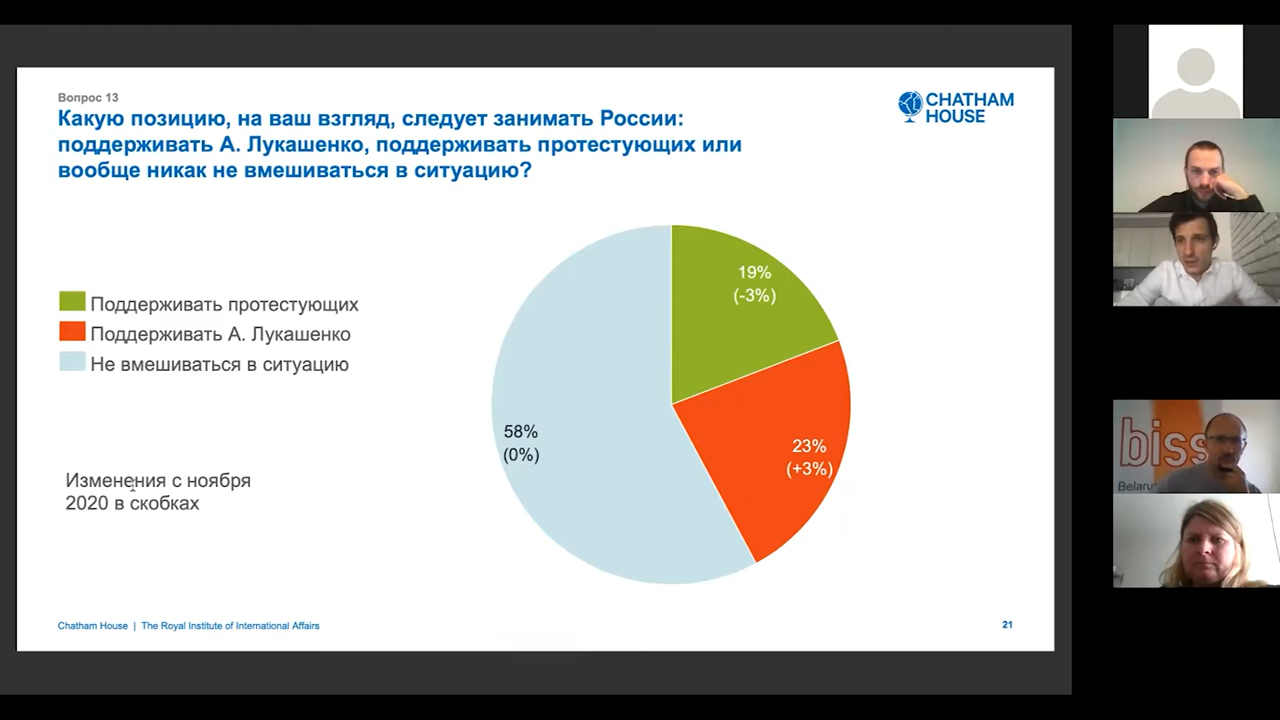 Вопрос 13
Какую позицию, на ваш взгляд, следует занимать России:
поддерживать А. Лукашенко, поддерживать протестующих или
вообще никак не вмешиваться в ситуацию?
CHATHAM
HOUSE
Поддерживать протестующих
Поддерживать А. Лукашенко
Не вмешиваться в ситуацию
19%
(-3%)
23%
(+3%)
58%
(0%)
Изменения с ноября
2020 в скобках
Chatham House | The Royal Institute of International Affairs
21
biss
Belaru